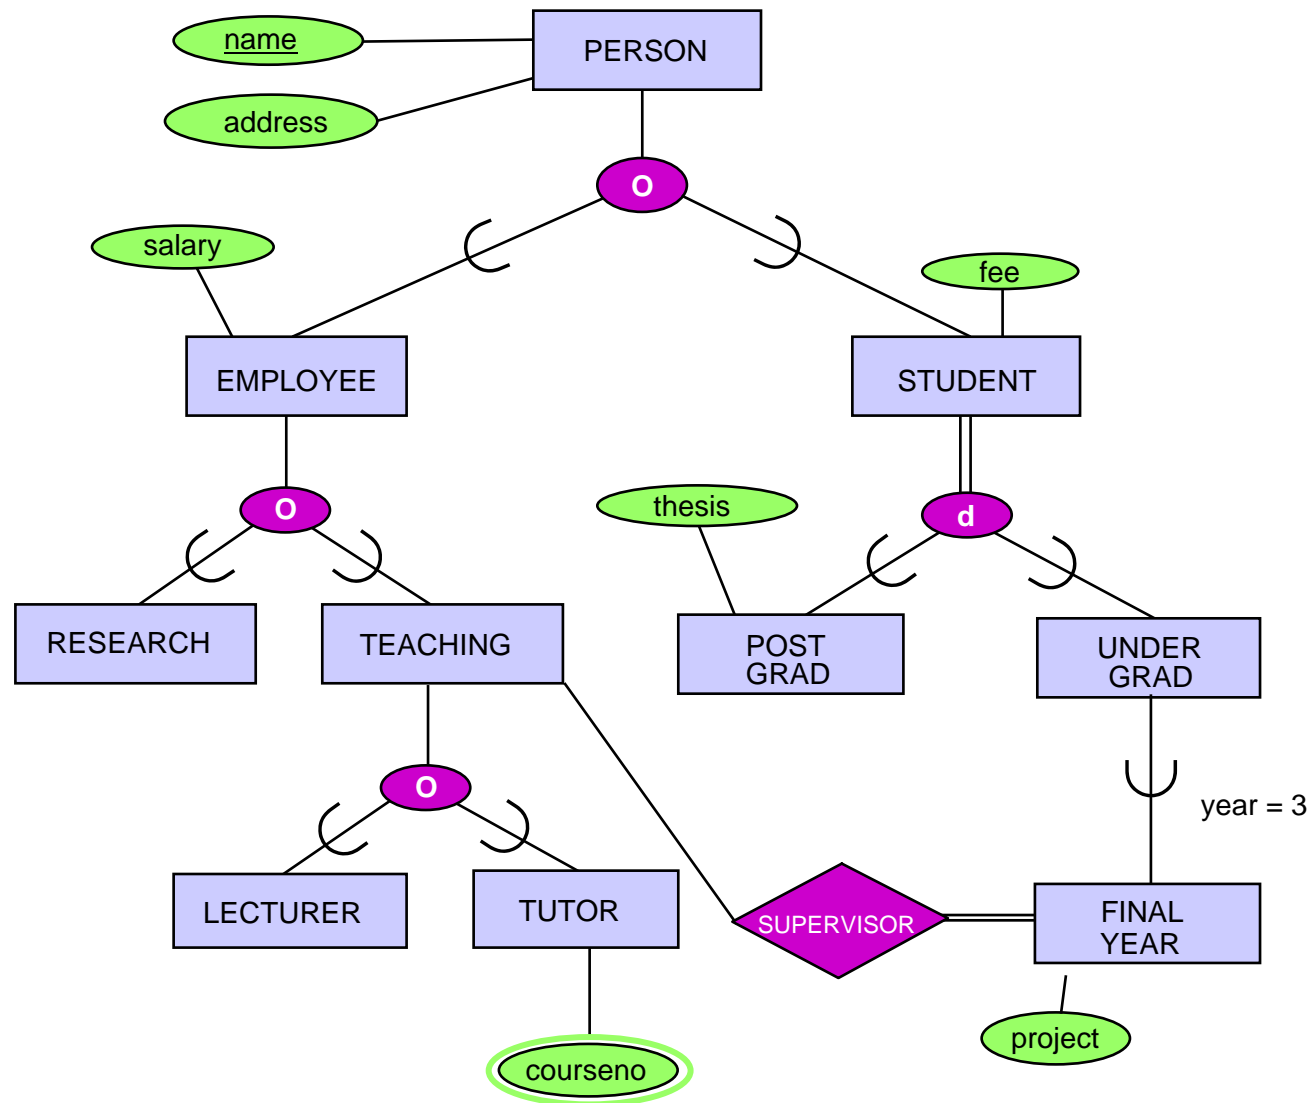 name
PERSON
address
O
salary
fee
EMPLOYEE
STUDENT
O
thesis
d
RESEARCH
TEACHING
POST
GRAD
UNDER
GRAD
O
year = 3
LECTURER
TUTOR
SUPERVISOR
FINAL
YEAR
courseno
project